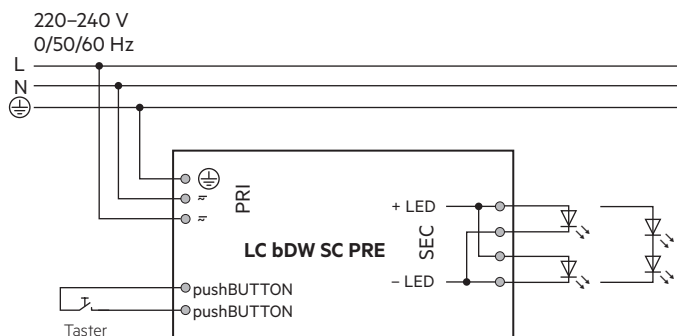 220–240 V
0/50/60 Hz
L
N
PRI
≂
≂
+ LED
SEC
LC bDW SC PRE
– LED
pushBUTTON
pushBUTTON
Taster